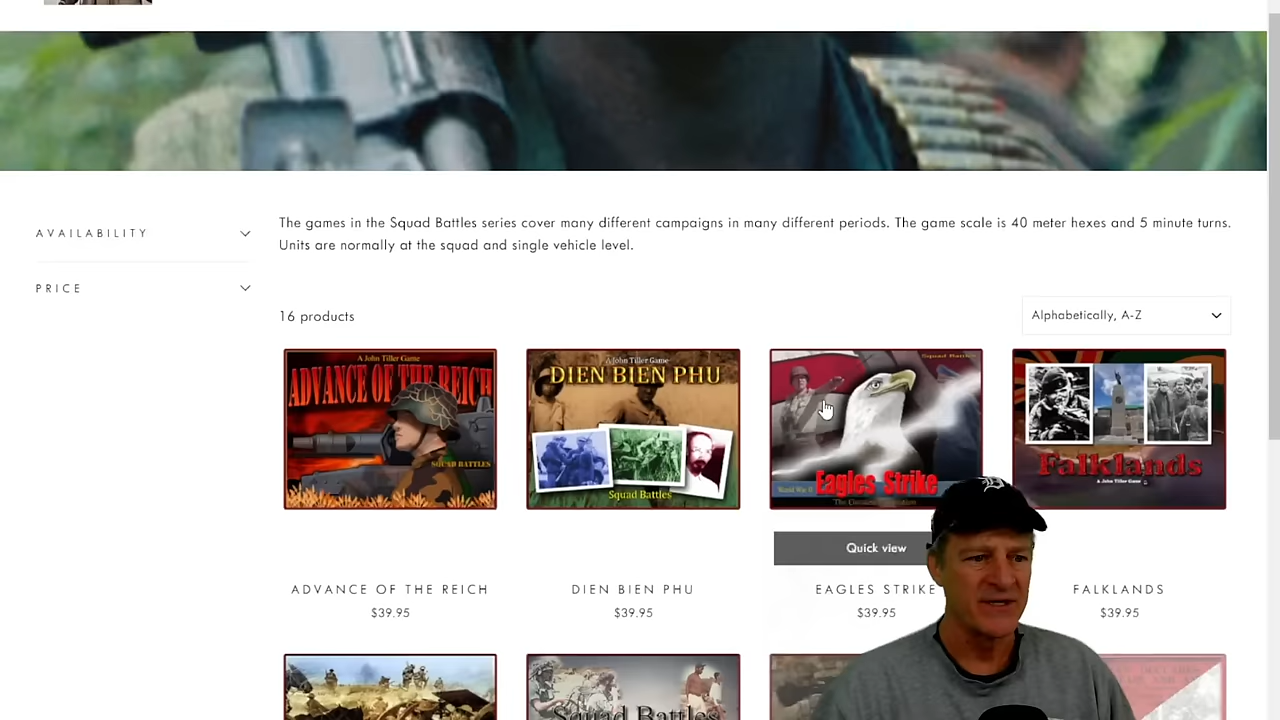 AVAILABILITY
PRICE
The games in the Squad Battles series cover many different campaigns in many different periods. The game scale is 40 meter hexes and 5 minute turns.
Units are normally at the squad and single vehicle level.
16 products
Alphabetically, A-Z
A John Tiller Game
ADVANCE OF THE REICH
SQUAD BATTLES
A John Tiller Game
DIEN BIEN PHU
Squad Battles
Squad Battles
Eagles Strike
Falklands
A John Tiller Game
Quick view
ADVANCE OF THE REICH
$39.95
DIEN BIEN PHU
$39.95
EAGLES STRIKE
$39.95
FALKLANDS
$39.95
Squad Battles